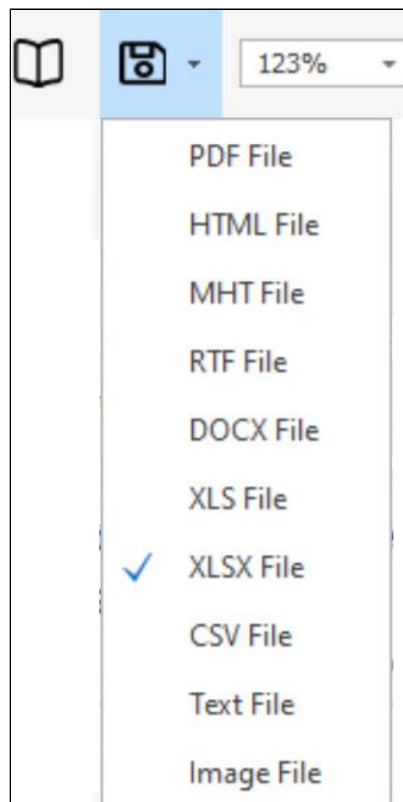 123%
PDF File
HTML File
MHT File
RTF File
DOCX File
XLS File
XLSX File
CSV File
Text File
Image File